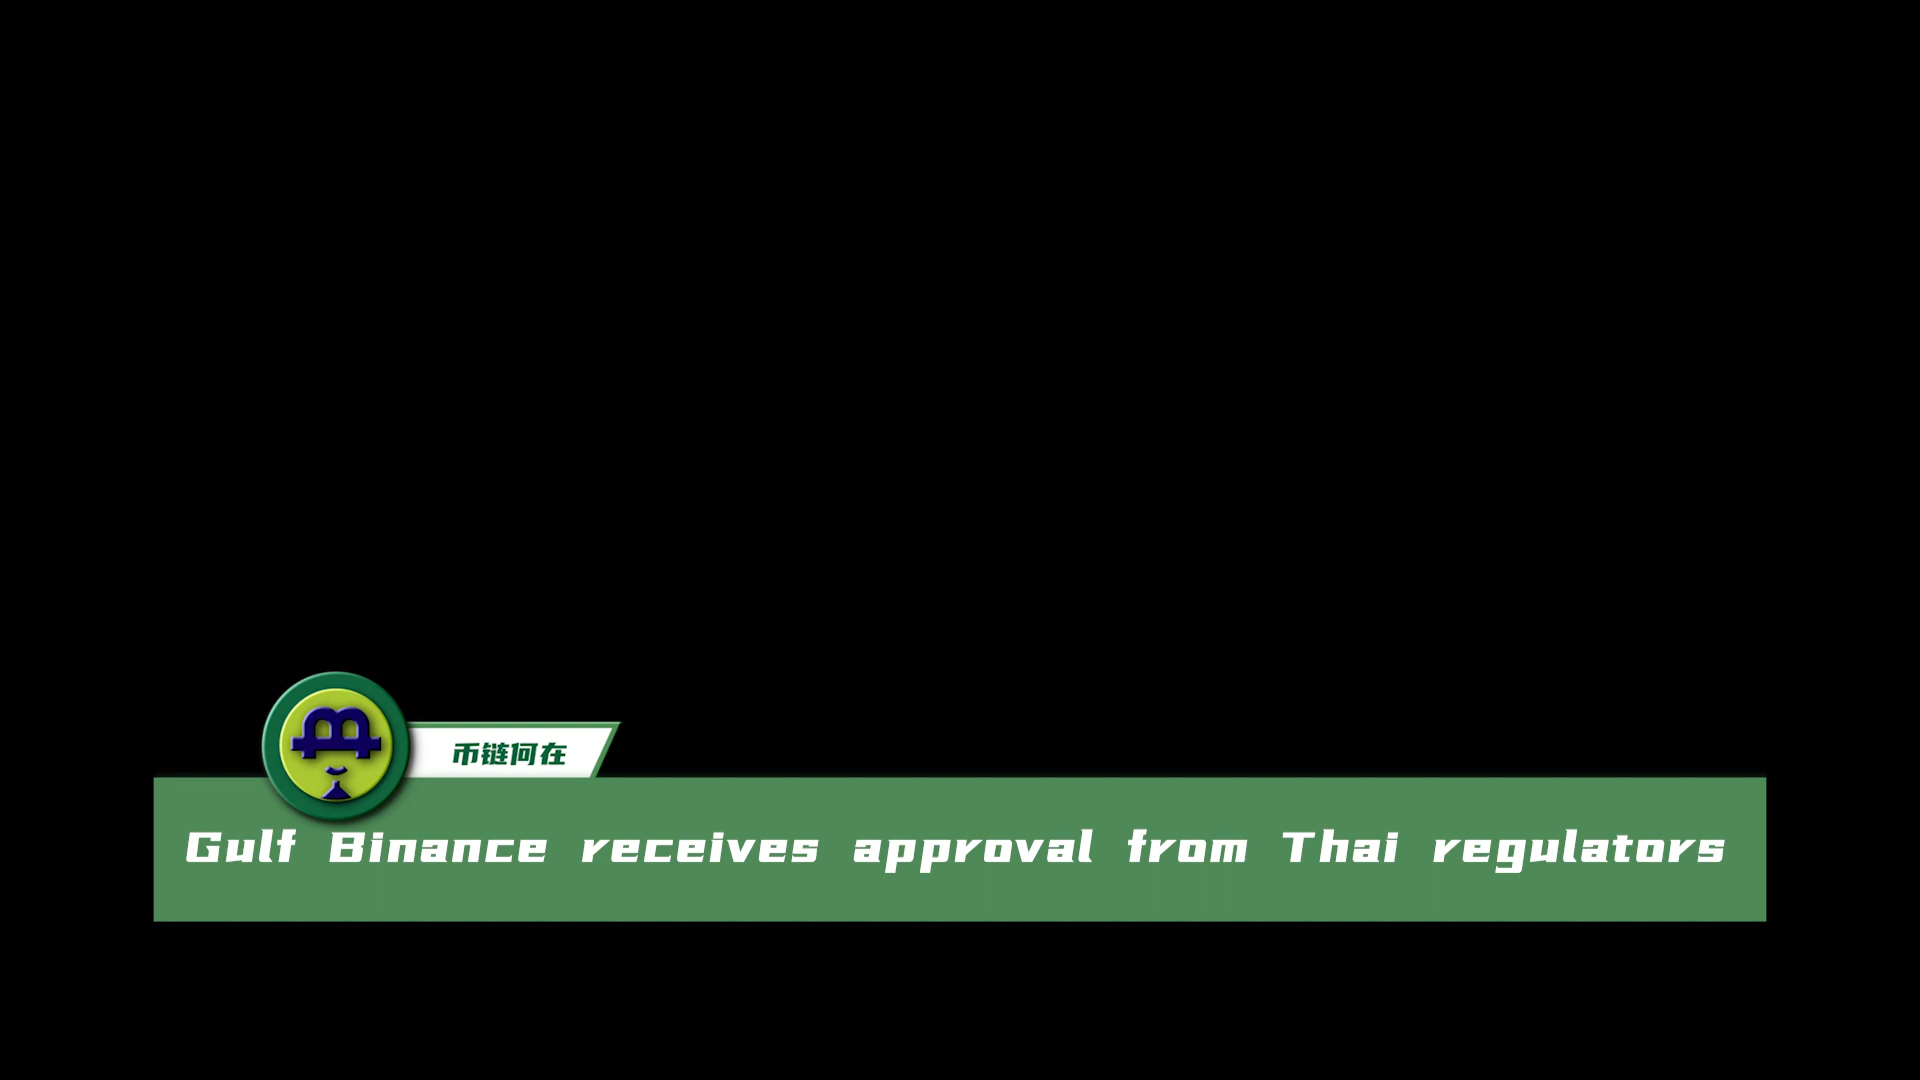 币链何在
Gulf Binance receives approval from Thai regulators